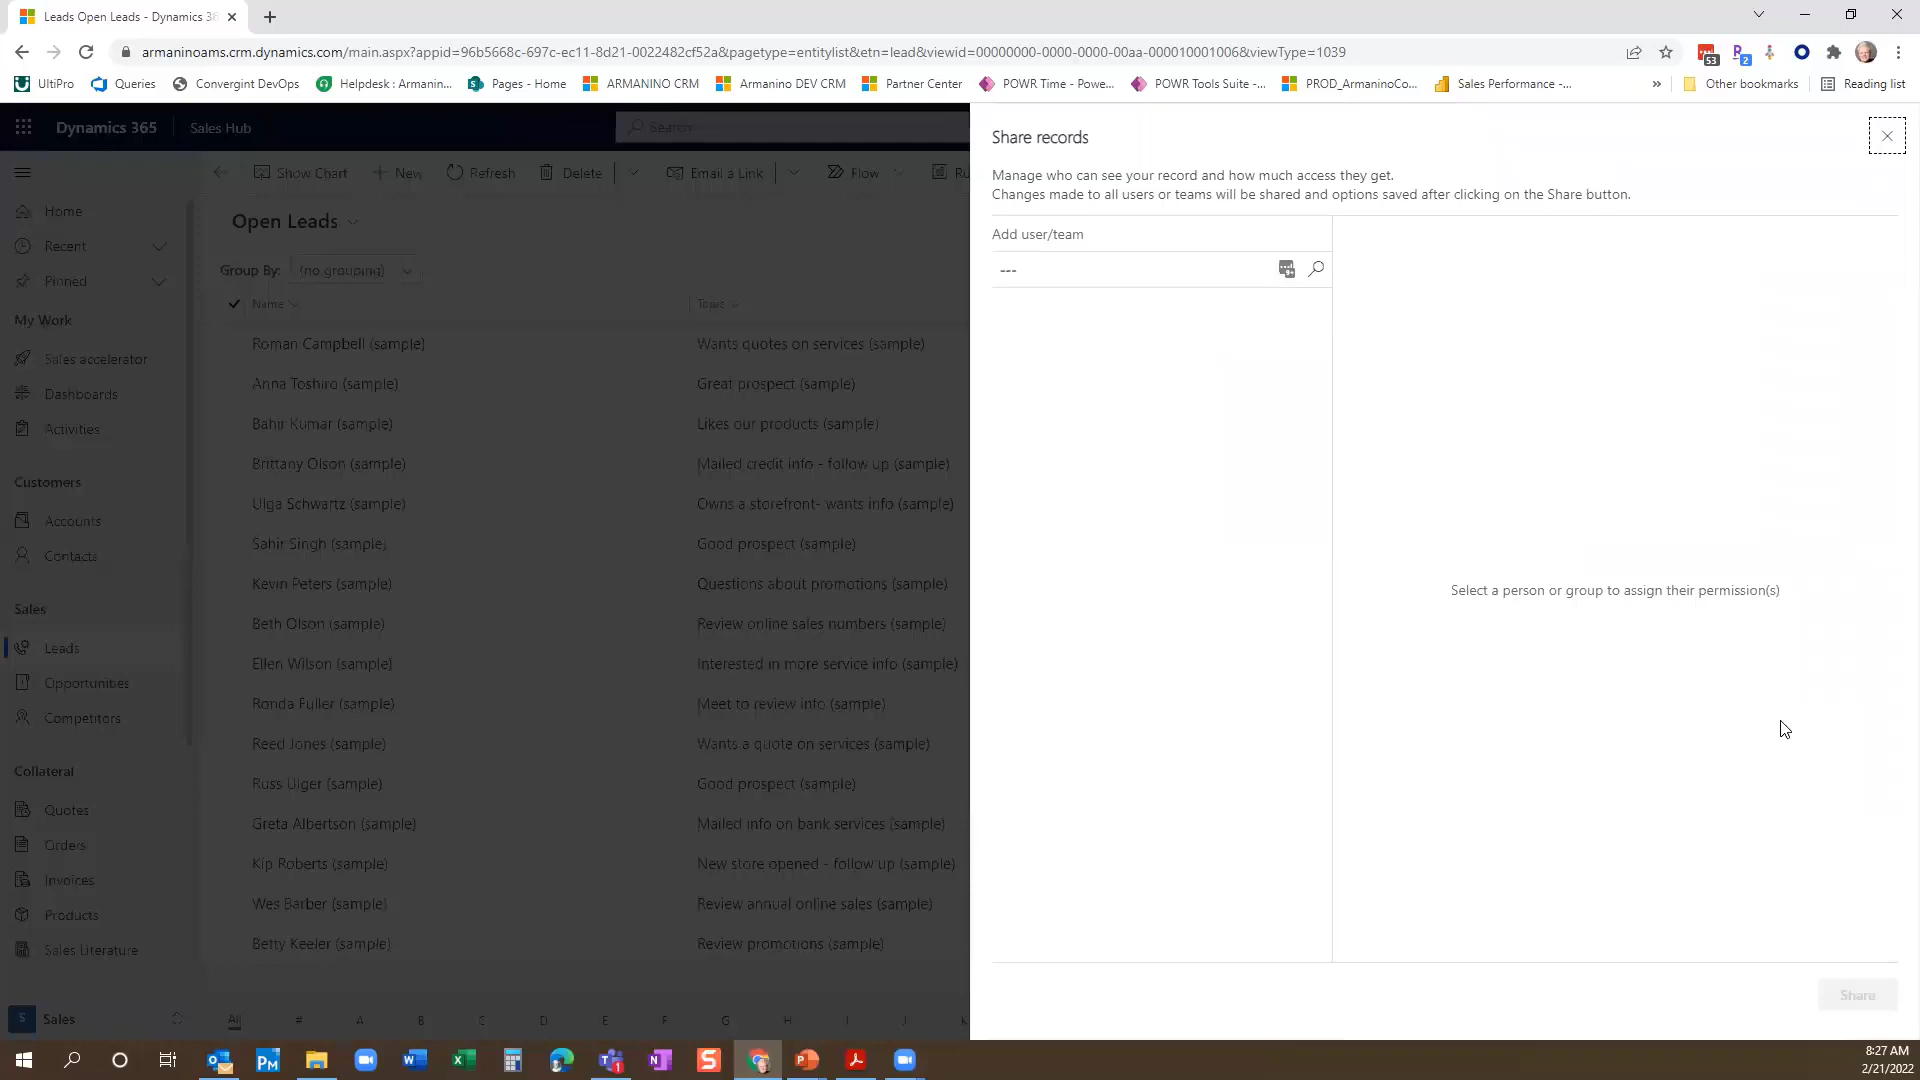 Leads Open Leads - Dynamics 36
armaninoams.crm.dynamics.com/main.aspx?appid=96b5668c-697c-ec11-8d21-0022482cf52a&pagetype=entitylist&etn=lead&viewid=00000000-0000-0000-00aa-000010001006&viewType=1039
53
2
UltiPro
Queries
Convergint DevOps
Helpdesk : Armanin...
Pages - Home
ARMANINO CRM
Armanino DEV CRM
Partner Center
POWR Time - Powe...
POWR Tools Suite -...
PROD_ArmaninoCo...
Sales Performance -...
»
Other bookmarks
Reading list
Dynamics 365
Sales Hub
Search
Show Chart
New
Refresh
Delete
Email a Link
Flow
Ru
Home
Recent
Pinned
My Work
Sales accelerator
Dashboards
Activities
Customers
Accounts
Contacts
Sales
Leads
Opportunities
Competitors
Collateral
Quotes
Orders
Invoices
Products
Sales Literature
S Sales
Open Leads
Group By: (no grouping)
Name Topic
Roman Campbell (sample) Wants quotes on services (sample)
Anna Toshiro (sample) Great prospect (sample)
Bahir Kumar (sample) Likes our products (sample)
Brittany Olson (sample) Mailed credit info - follow up (sample)
Olga Schwartz (sample) Owns a storefront- wants info (sample)
Sahir Singh (sample) Good prospect (sample)
Kevin Peters (sample) Questions about promotions (sample)
Beth Olson (sample) Review online sales numbers (sample)
Ellen Wilson (sample) Interested in more service info (sample)
Ronda Fuller (sample) Meet to review info (sample)
Reed Jones (sample) Wants a quote on services (sample)
Russ Ulger (sample) Good prospect (sample)
Greta Albertson (sample) Mailed info on bank services (sample)
Kip Roberts (sample) New store opened - follow up (sample)
Wes Barber (sample) Review annual online sales (sample)
Betty Keeler (sample) Review promotions (sample)
All # A B C D E F G H I J K
Share records
Manage who can see your record and how much access they get.
Changes made to all users or teams will be shared and options saved after clicking on the Share button.
Add user/team
---
Select a person or group to assign their permission(s)
Share
8:27 AM
2/21/2022